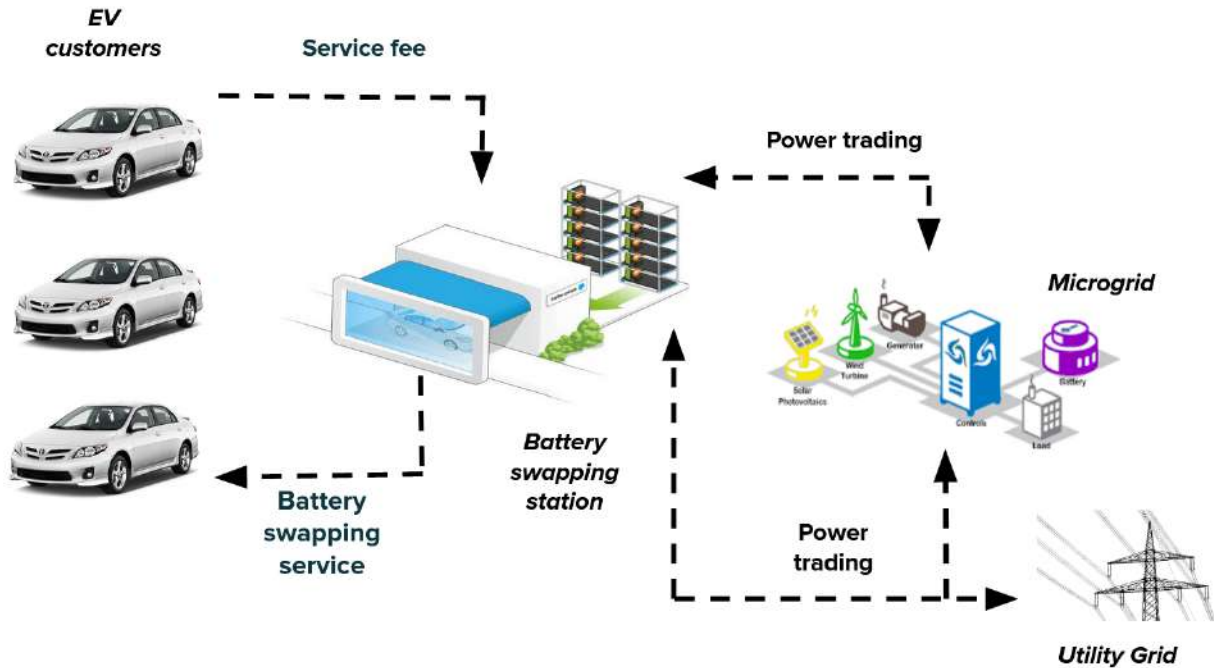 EV
customers
Service fee
Power trading
Microgrid
Generator
Wind
Turbine
Solar
Photovoltaics
Battery
Controls
Load
Battery
swapping
station
Battery
swapping
service
Power
trading
Utility Grid